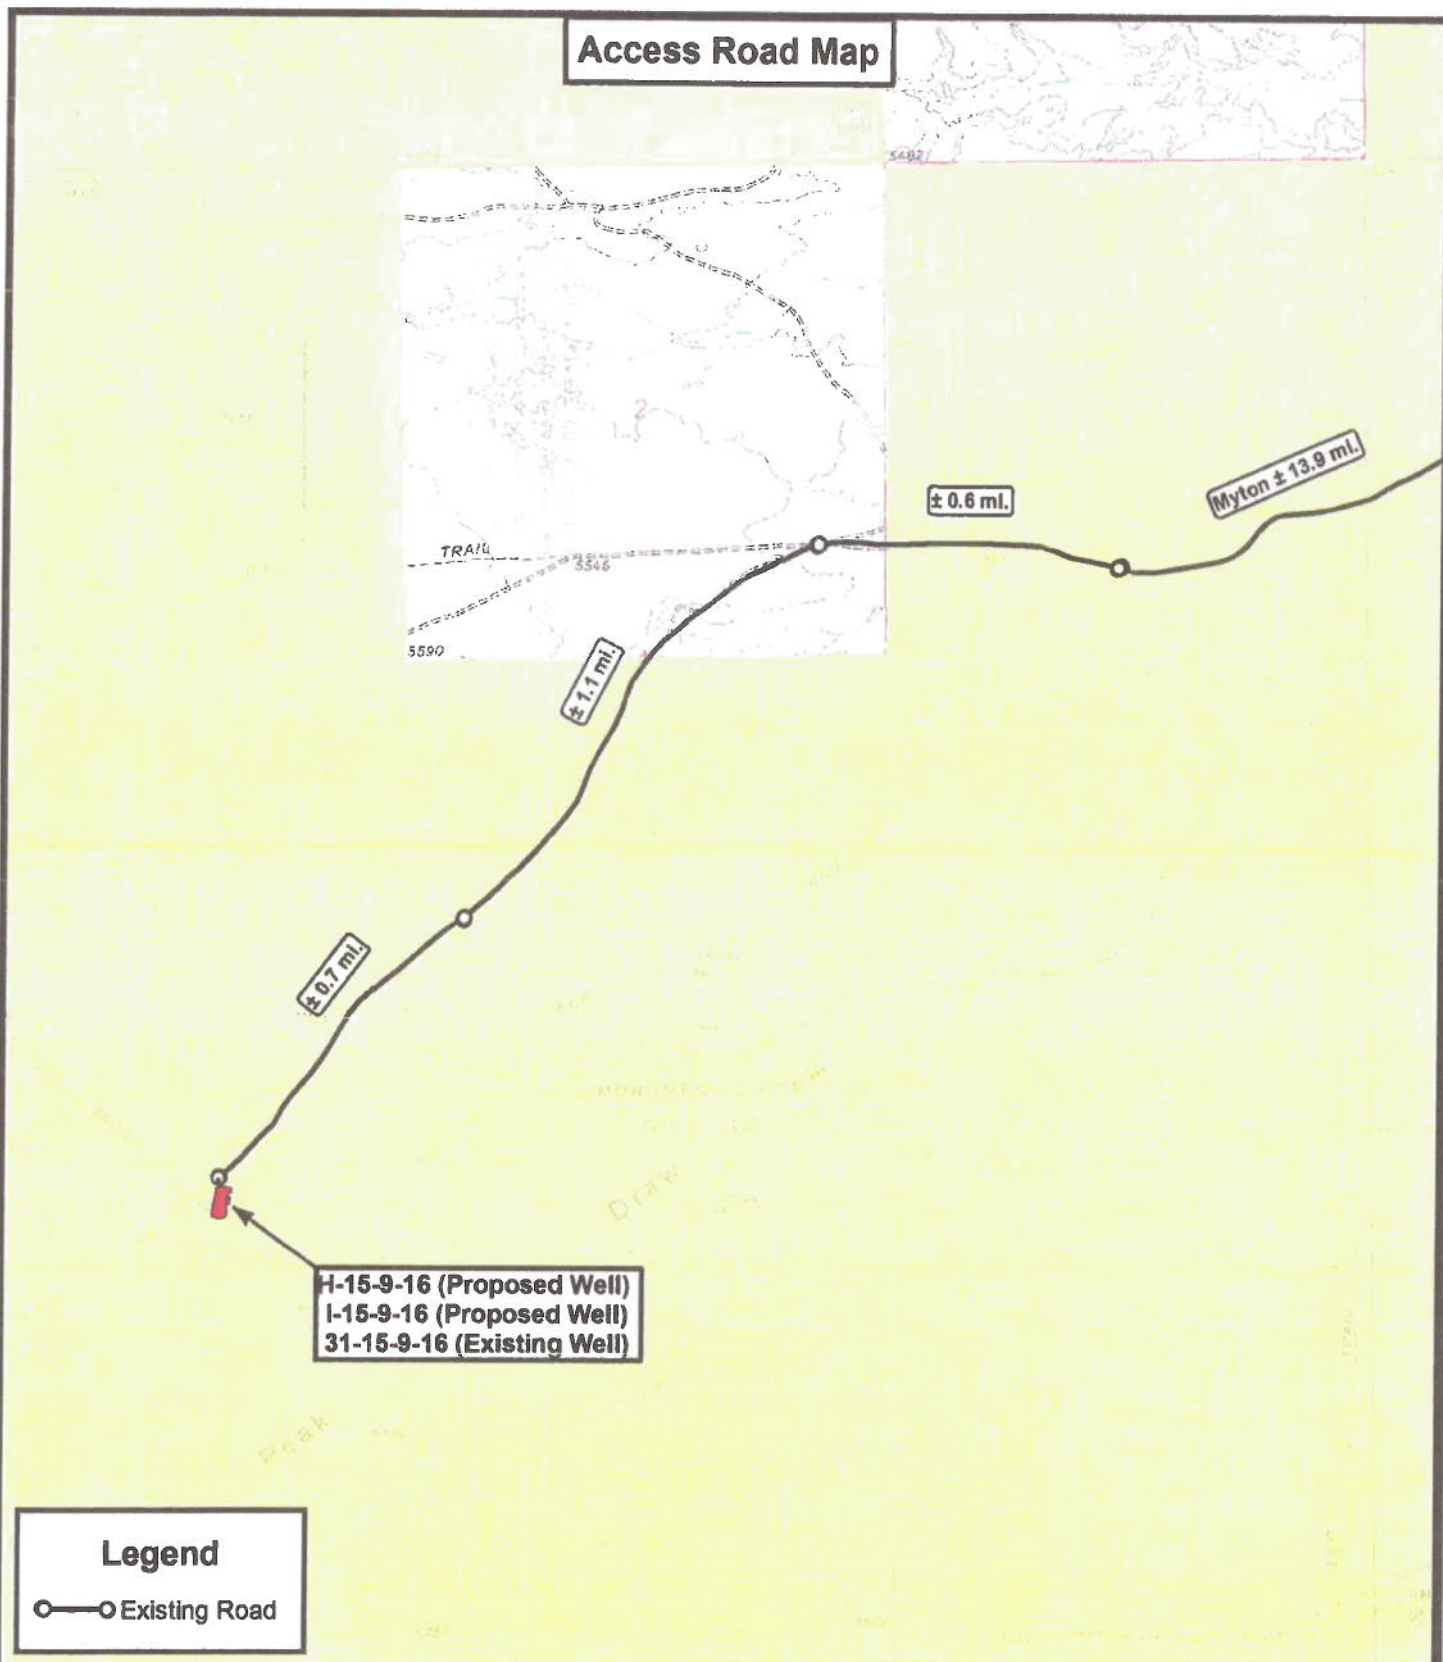 Access Road Map
5482
2
± 0.6 mi.
Myton ± 13.9 mi.
TRAIL
5546
5590
± 1.1 mi.
± 0.7 mi.
Draw
H-15-9-16 (Proposed Well)
I-15-9-16 (Proposed Well)
31-15-9-16 (Existing Well)
Peak
Legend
Existing Road